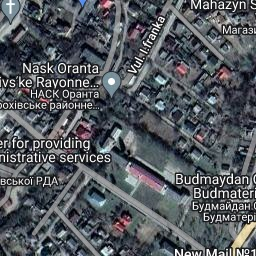 Mahazyn S
Магази
Vul. I.franka
Nask Oranta
ivs'ke Rayonne...
НАСК Оранта
рохівське районне...
er for providing
inistrative services
вської РДА
Budmaydan
Budmateri
Будмайдан
Будматері
New Mail №1